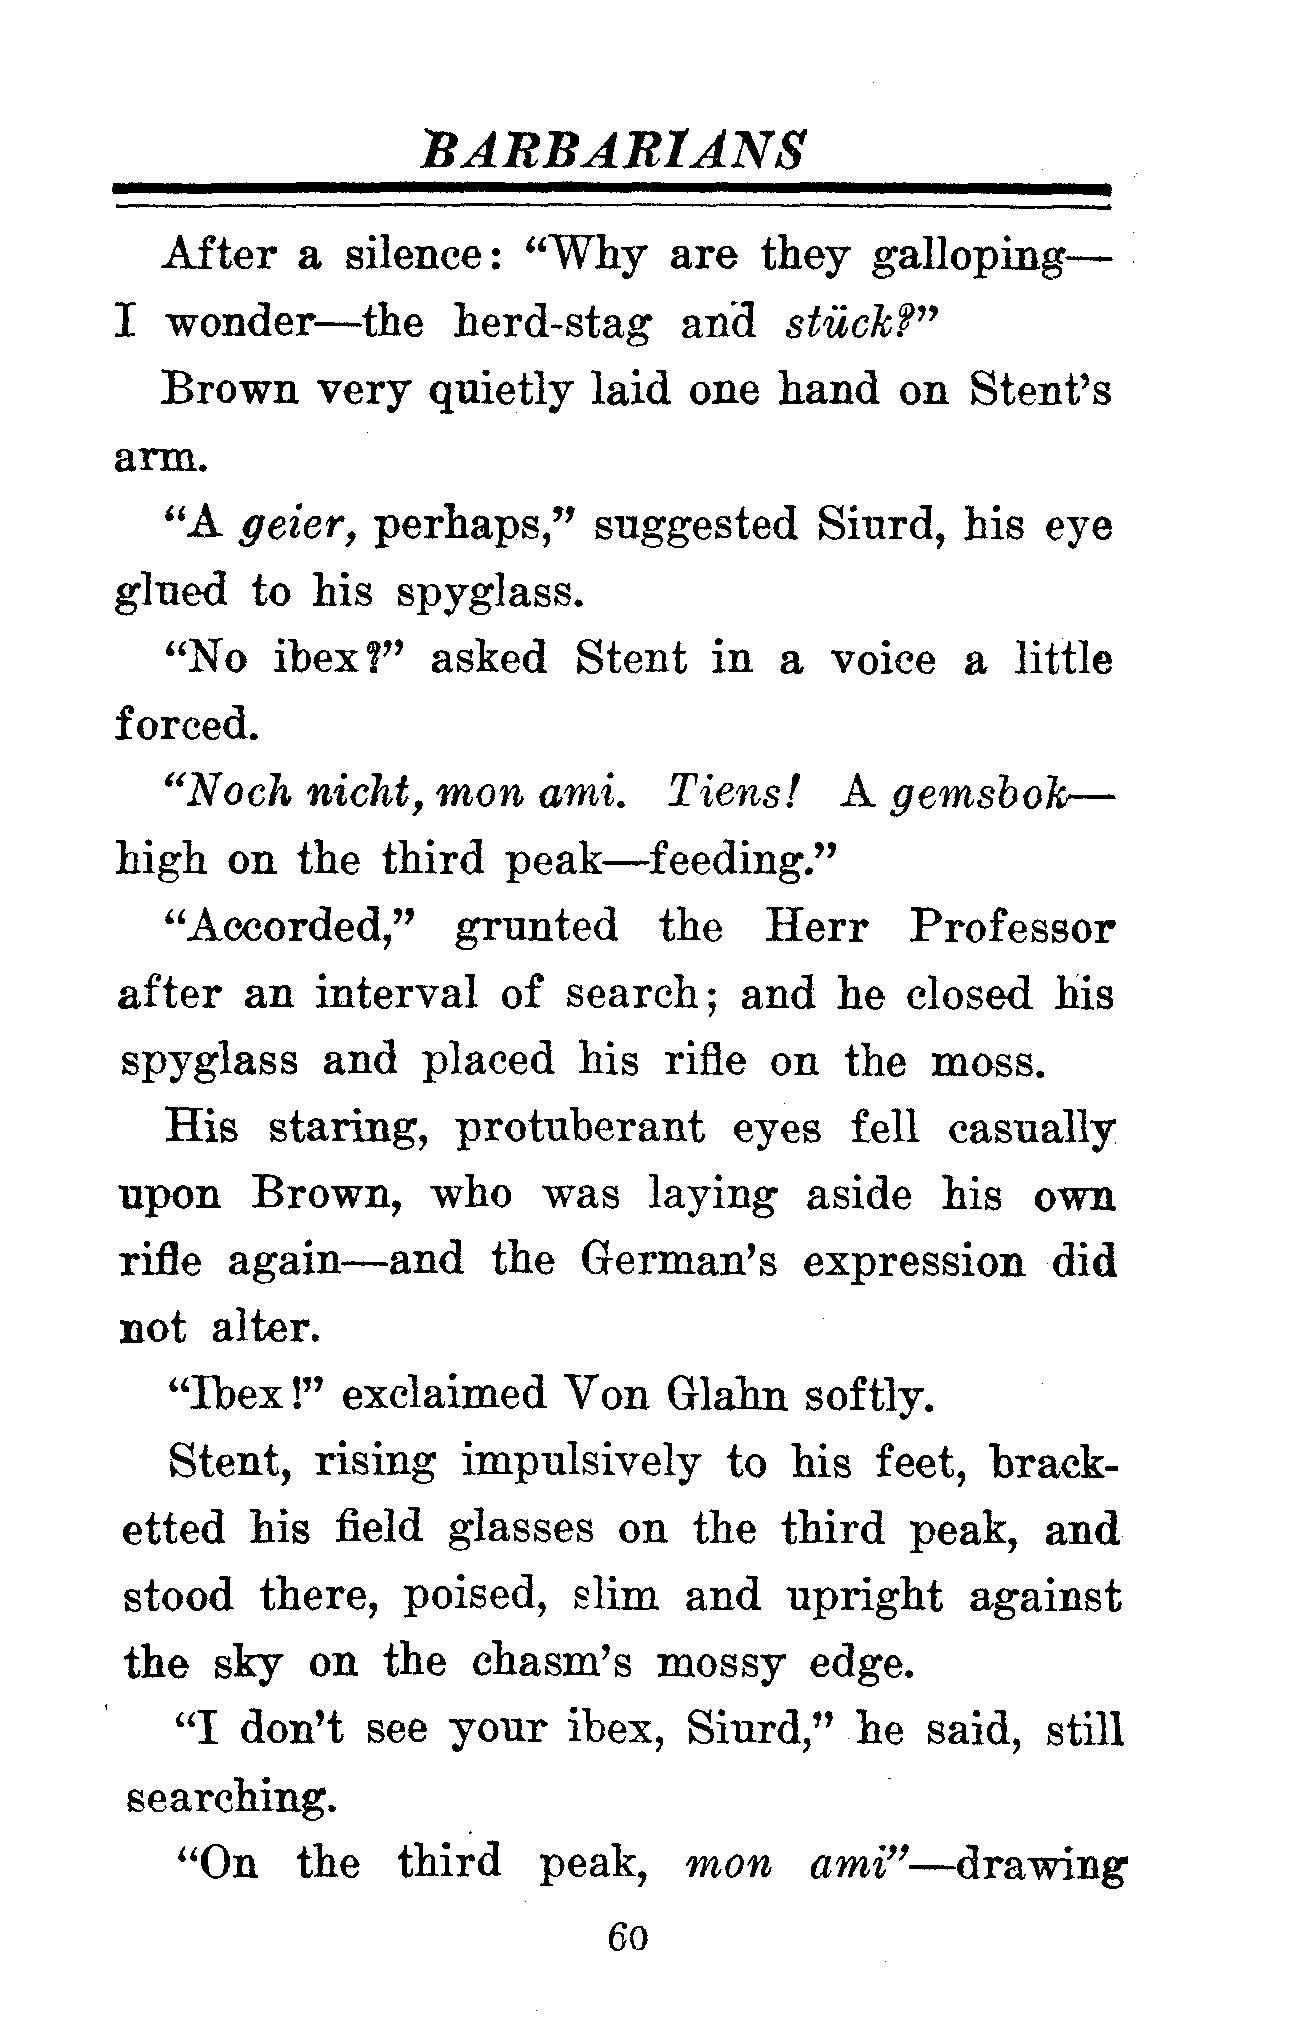 BARBARIANS
After a silence: “Why are they galloping—
I wonder—the herd-stag and stück?”
Brown very quietly laid one hand on Stent’s
arm.
“A geier, perhaps,” suggested Siurd, his eye
glued to his spyglass.
“No ibex?” asked Stent in a voice a little
forced.
“Noch nicht, mon ami. Tiens! A gemsbok—
high on the third peak—feeding.”
“Accorded,” grunted the Herr Professor
after an interval of search; and he closed his
spyglass and placed his rifle on the moss.
His staring, protuberant eyes fell casually
upon Brown, who was laying aside his own
rifle again—and the German’s expression did
not alter.
“Ibex!” exclaimed Von Glahn softly.
Stent, rising impulsively to his feet, brack-
etted his field glasses on the third peak, and
stood there, poised, slim and upright against
the sky on the chasm’s mossy edge.
“I don’t see your ibex, Siurd,” he said, still
searching.
“On the third peak, mon ami”—drawing
60